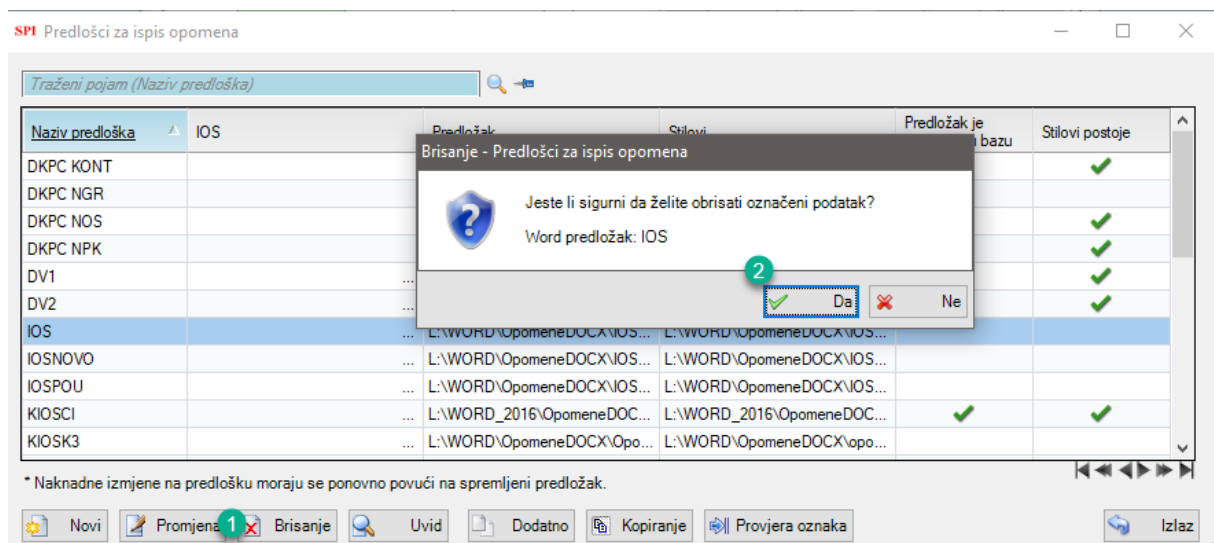 SPI Predlošci za ispis opomena
Traženi pojam (Naziv predloška)
Naziv predloška IOS Predložak Stilovi Predložak je bazu Stilovi postoje
DKPC KONT
DKPC NGR
DKPC NOS
DKPC NPK
DV1 ...
DV2 ...
IOS ... L:\WORD\OpomeneDOCX\IOS... L:\WORD\OpomeneDOCX\IOS...
IOSNOVO ... L:\WORD\OpomeneDOCX\IOS... L:\WORD\OpomeneDOCX\IOS...
IOSPOU ... L:\WORD\OpomeneDOCX\IOS... L:\WORD\OpomeneDOCX\IOS...
KIOSCI ... L:\WORD_2016\OpomeneDOC... L:\WORD_2016\OpomeneDOC...
KIOSK3 ... L:\WORD\OpomeneDOCX\Opo... L:\WORD\OpomeneDOCX\opo...
Brisanje - Predlošci za ispis opomena
Jeste li sigurni da želite obrisati označeni podatak?
Word predložak: IOS
2
Da Ne
* Naknadne izmjene na predlošku moraju se ponovno povući na spremljeni predložak.
Novi Promjena 1 Brisanje Uvid Dodatno Kopiranje Provjera oznaka Izlaz